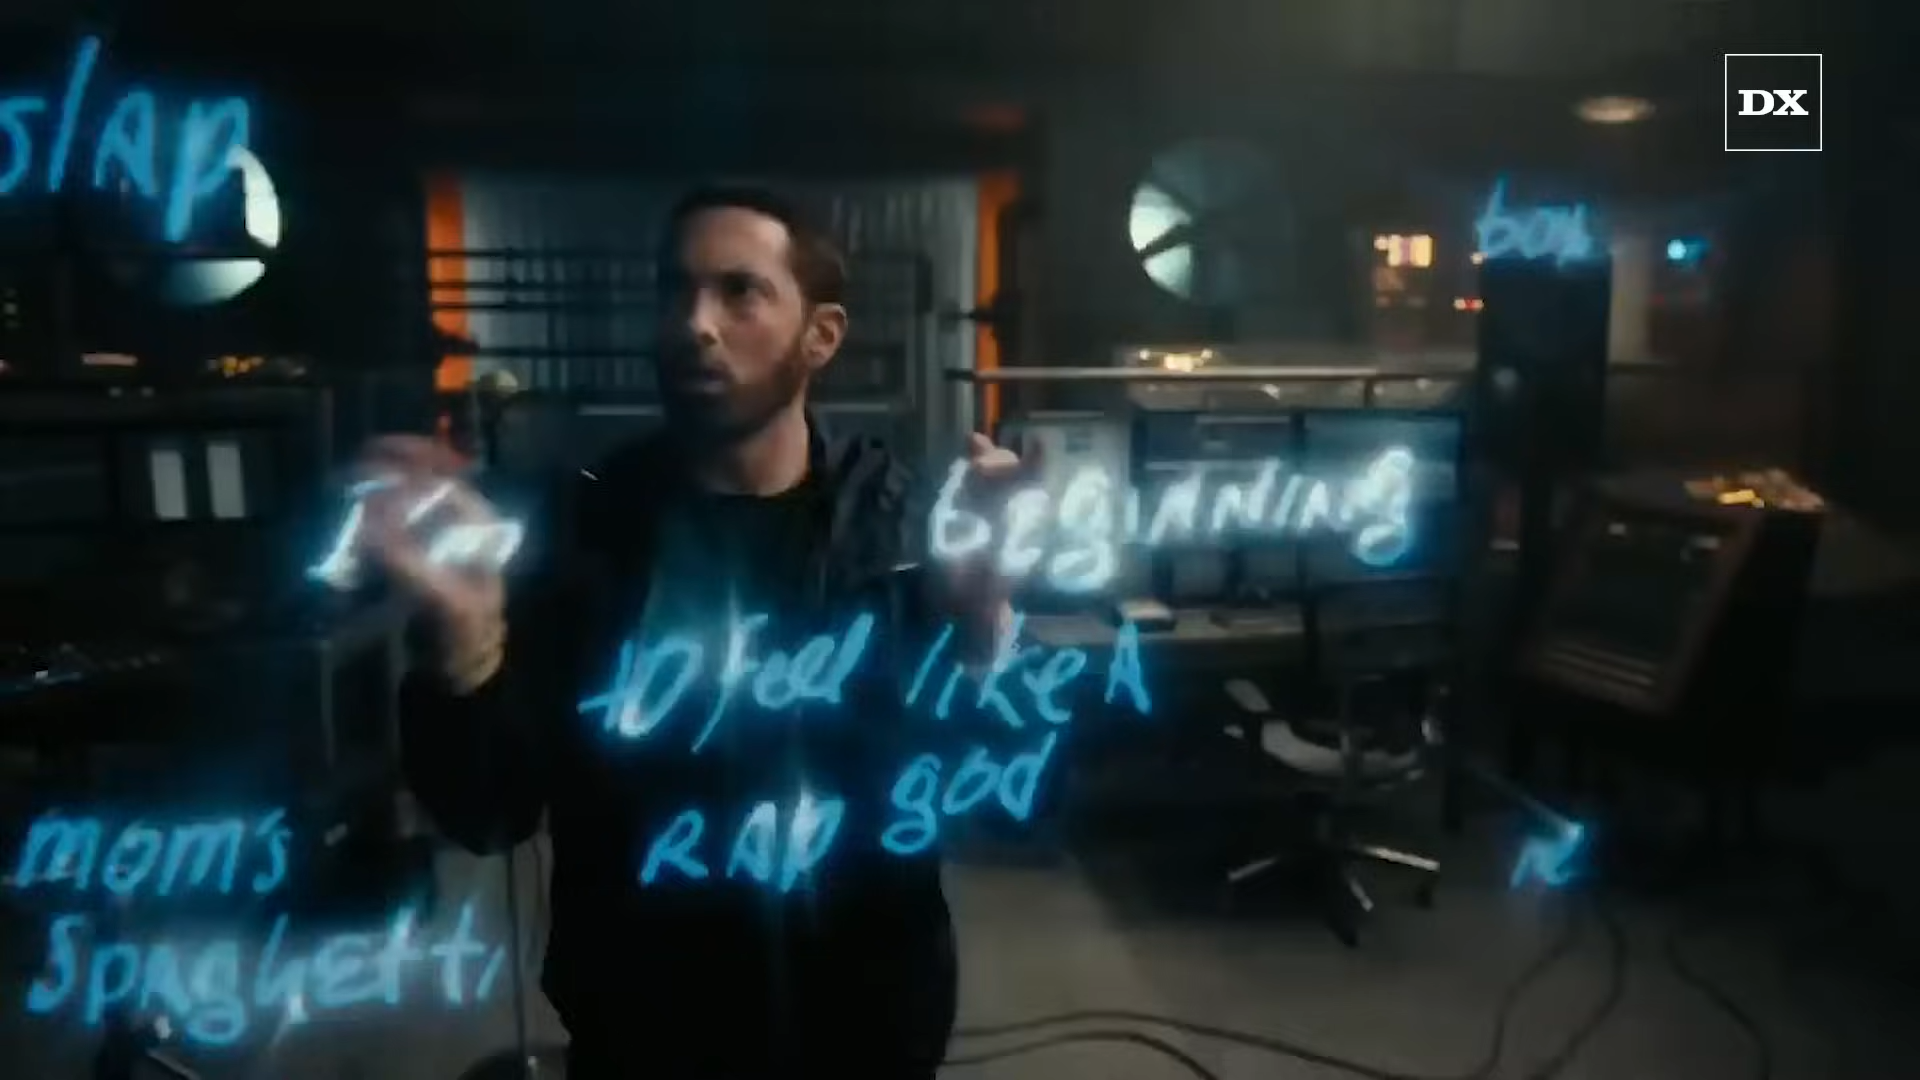 slap
DX
box
I'm beginning
to feel like A
RAp god
mom's
Spaghetti